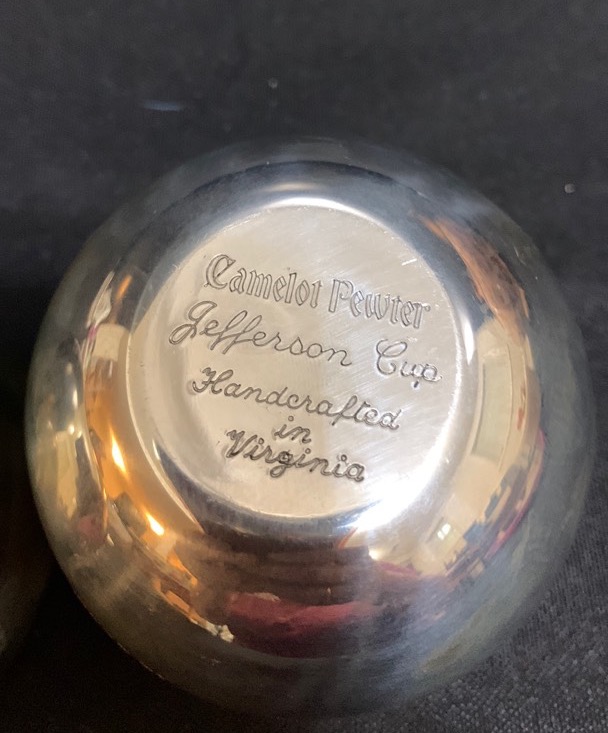 Camelot Pewter
Jefferson Cup
Handcrafted
in
Virginia